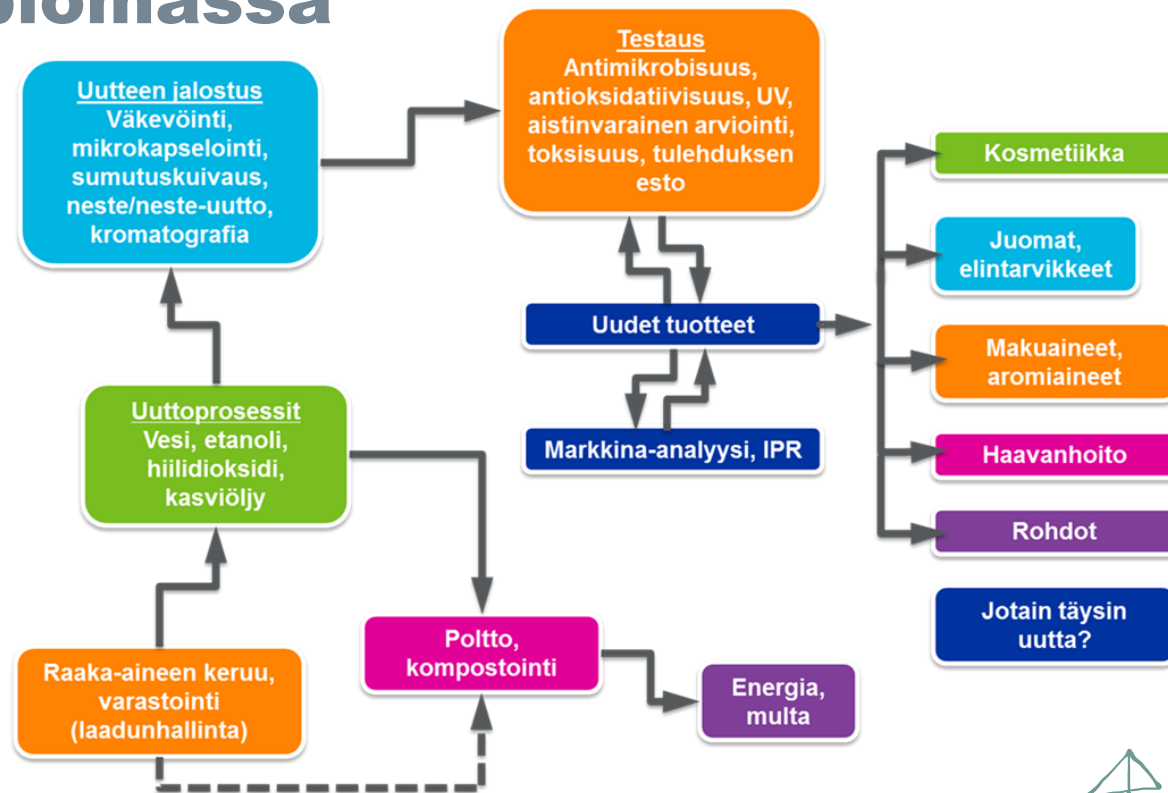 biomassa
Testaus
Antimikrobisuus,
antioksidatiivisuus, UV,
aistinvarainen arviointi,
toksisuus, tulehduksen
esto
Uutteen jalostus
Väkevöinti,
mikrokapselointi,
sumutuskuivaus,
neste/neste-uutto,
kromatografia
Kosmetiikka
Juomat,
elintarvikkeet
Uudet tuotteet
Makuaineet,
aromiaineet
Uuttoprosessit
Vesi, etanoli,
hiilidioksidi,
kasviöljy
Markkina-analyysi, IPR
Haavanhoito
Rohdot
Jotain täysin
uutta?
Poltto,
kompostointi
Raaka-aineen keruu,
varastointi
(laadunhallinta)
Energia,
multa